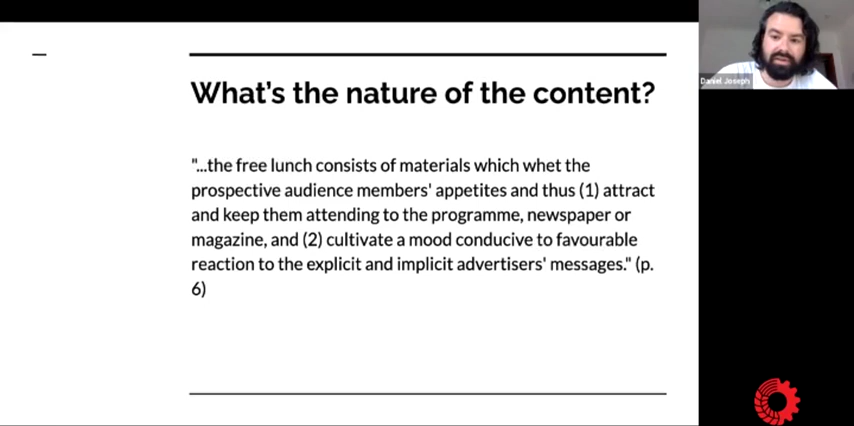 What's the nature of the content?
"...the free lunch consists of materials which whet the
prospective audience members' appetites and thus (1) attract
and keep them attending to the programme, newspaper or
magazine, and (2) cultivate a mood conducive to favourable
reaction to the explicit and implicit advertisers' messages." (p.
6)
Daniel Joseph